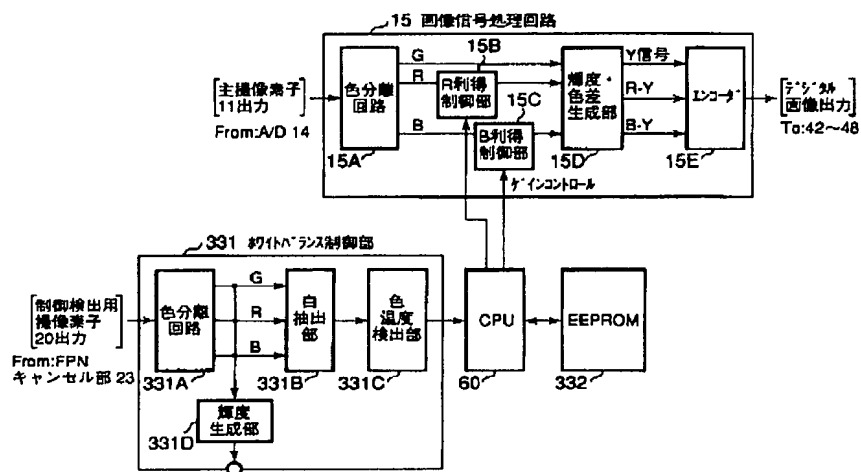 15 画像信号処理回路
15B
G
R
B
Y信号
R-Y
B-Y
主撮像素子
11出力
From:A/D 14
色分離
回路
15A
R利得
制御部
15C
B利得
制御部
輝度・
色差
生成部
15D
エンコーダ
15E
デジタル
画像出力
To:42〜48
ゲインコントロール
331 ホワイトバランス制御部
制御検出用
撮像素子
20出力
From:FPN
キャンセル部 23
色分離
回路
331A
G
R
B
白
抽出
部
331B
色
温度
検出部
331C
CPU
60
EEPROM
332
輝度
生成部
331D